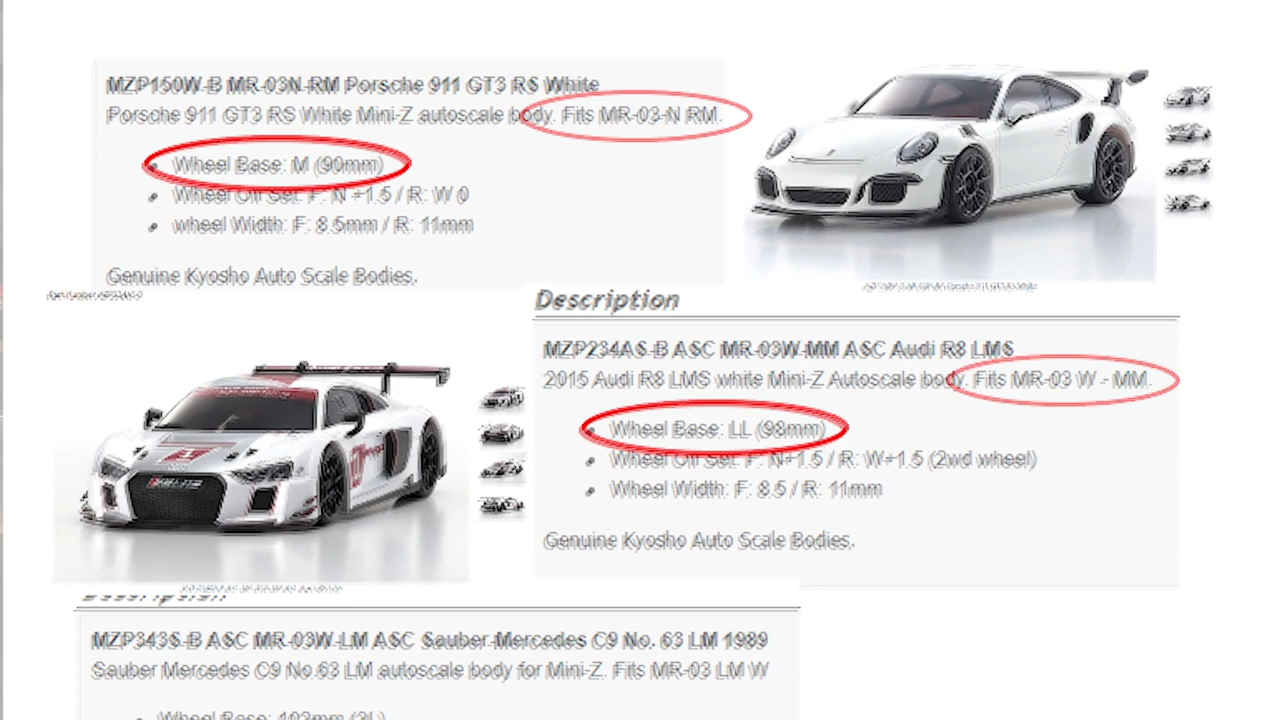 MZP150W-B MR-03N-RM Porsche 911 GT3 RS White
Porsche 911 GT3 RS White Mini-Z autoscale body. Fits MR-03-N RM.
Wheel Base: M (90mm)
Wheel Off Set: F: N +1.5 / R: W 0
wheel Width: F: 8.5mm / R: 11mm
Genuine Kyosho Auto Scale Bodies.
Description
MZP234AS-B ASC MR-03W-MM ASC Audi R8 LMS
2015 Audi R8 LMS white Mini-Z Autoscale body. Fits MR-03 W - MM.
Wheel Base: LL (98mm)
Wheel Off Set: F: N+1.5 / R: W+1.5 (2wd wheel)
Wheel Width: F: 8.5 / R: 11mm
Genuine Kyosho Auto Scale Bodies.
Description
MZP343S-B ASC MR-03W-LM ASC Sauber-Mercedes C9 No. 63 LM 1989
Sauber Mercedes C9 No.63 LM autoscale body for Mini-Z. Fits MR-03 LM W
Wheel Base: 102mm (3L)